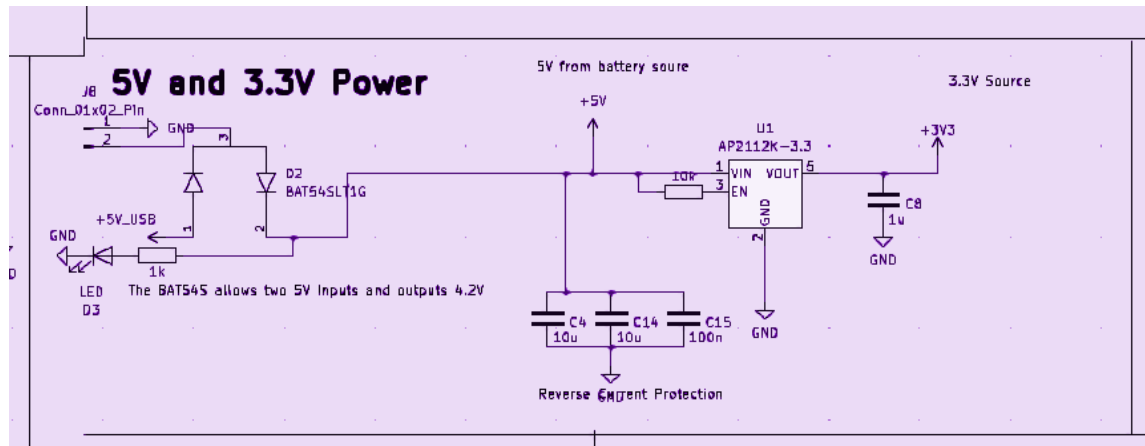 5V from battery soure
5V and 3.3V Power
3.3V Source
J8
Conn_01x02_Pin
+5V
U1
+3V3
1
GND
AP2112K-3.3
2
3
1
VIN
VOUT
5
D2
10k
3
EN
BAT54SLT1G
GND
C8
+5V_USB
1
2
2
1u
GND
GND
1k
LED
The BAT54S allows two 5V inputs and outputs 4.2V
D3
C4
C14
C15
GND
10u
10u
100n
Reverse Current Protection
GND